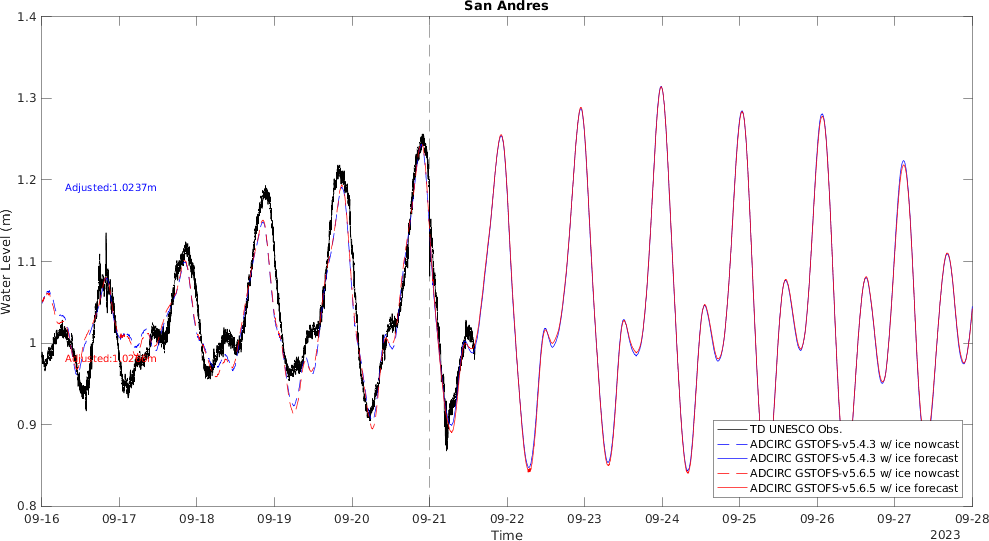 San Andres
1.4
1.3
1.2
1.1
1
0.9
0.8
Water Level (m)
Adjusted:1.0237m
TD UNESCO Obs.
ADCIRC GSTOFS-v5.4.3 w/ ice nowcast
ADCIRC GSTOFS-v5.4.3 w/ ice forecast
ADCIRC GSTOFS-v5.6.5 w/ ice nowcast
ADCIRC GSTOFS-v5.6.5 w/ ice forecast
09-16 09-17 09-18 09-19 09-20 09-21 09-22 09-23 09-24 09-25 09-26 09-27 09-28
Time
2023